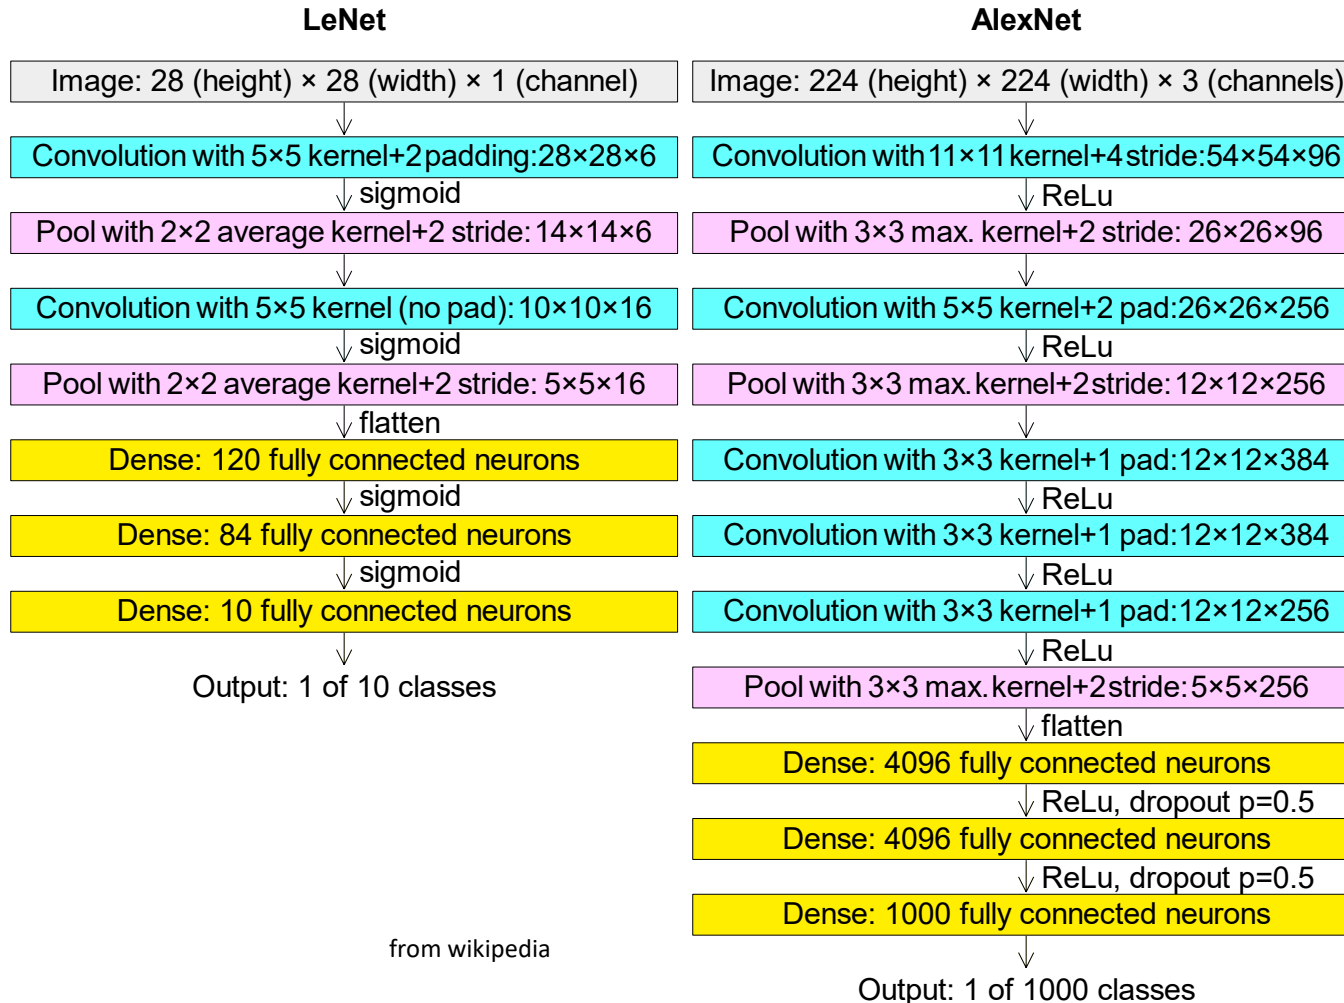 LeNet
Image: 28 (height) × 28 (width) × 1 (channel)
Convolution with 5×5 kernel+2 padding:28×28×6
sigmoid
Pool with 2×2 average kernel+2 stride:14×14×6
Convolution with 5×5 kernel (no pad):10×10×16
sigmoid
Pool with 2×2 average kernel+2 stride: 5×5×16
flatten
Dense: 120 fully connected neurons
sigmoid
Dense: 84 fully connected neurons
sigmoid
Dense: 10 fully connected neurons
Output: 1 of 10 classes
AlexNet
Image: 224 (height) × 224 (width) × 3 (channels)
Convolution with 11×11 kernel+4 stride:54×54×96
ReLu
Pool with 3×3 max. kernel+2 stride: 26×26×96
Convolution with 5×5 kernel+2 pad:26×26×256
ReLu
Pool with 3×3 max.kernel+2stride:12×12×256
Convolution with 3×3 kernel+1 pad:12×12×384
ReLu
Convolution with 3×3 kernel+1 pad:12×12×384
ReLu
Convolution with 3×3 kernel+1 pad:12×12×256
ReLu
Pool with 3×3 max.kernel+2stride:5×5×256
flatten
Dense: 4096 fully connected neurons
ReLu, dropout p=0.5
Dense: 4096 fully connected neurons
ReLu, dropout p=0.5
Dense: 1000 fully connected neurons
Output: 1 of 1000 classes
from wikipedia